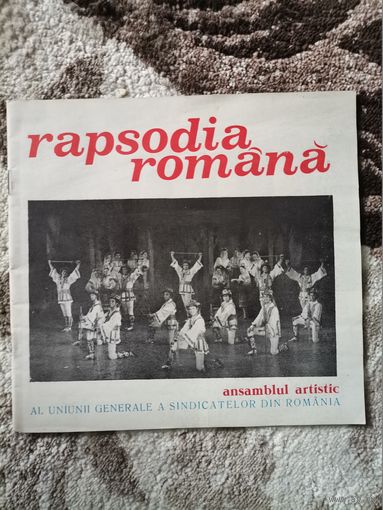 rapsodia
română
ansamblul artistic
AL UNIUNII GENERALE A SINDICATELOR DIN ROMÂNIA